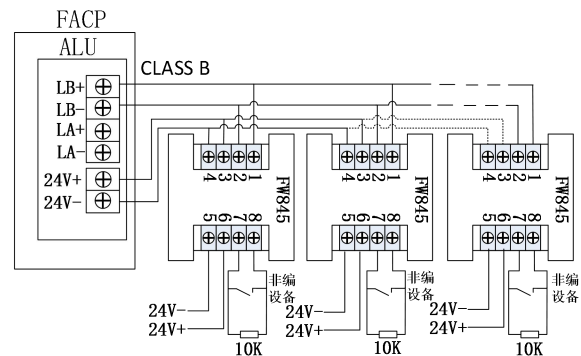 FACP
ALU
CLASS B
LB+
LB-
LA+
LA-
24V+
24V-
4 3 2 1
FW845
5 6 7 8
4 3 2 1
FW845
5 6 7 8
4 3 2 1
FW845
5 6 7 8
非编
设备
24V-
24V+
10K
非编
设备
24V-
24V+
10K
非编
设备
24V-
24V+
10K